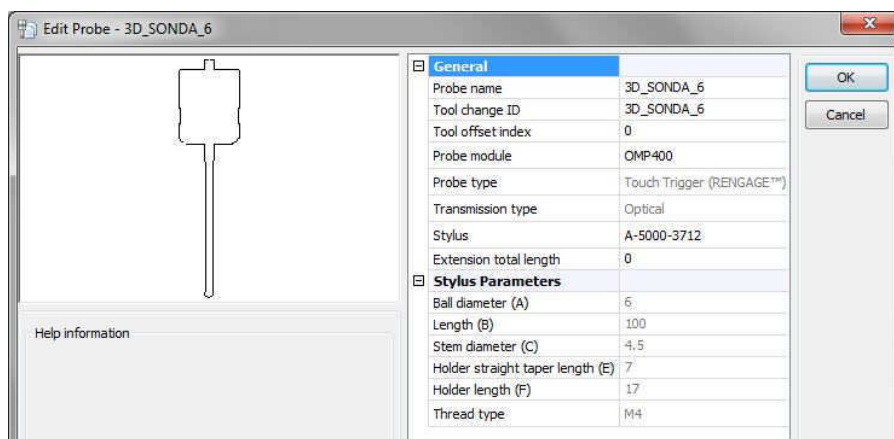 Edit Probe - 3D_SONDA_6
General
Probe name 3D_SONDA_6
Tool change ID 3D_SONDA_6
Tool offset index 0
Probe module OMP400
Probe type Touch Trigger (RENGAGE™)
Transmission type Optical
Stylus A-5000-3712
Extension total length 0
Stylus Parameters
Ball diameter (A) 6
Length (B) 100
Stem diameter (C) 4.5
Holder straight taper length (E) 7
Holder length (F) 17
Thread type M4
OK
Cancel
Help information